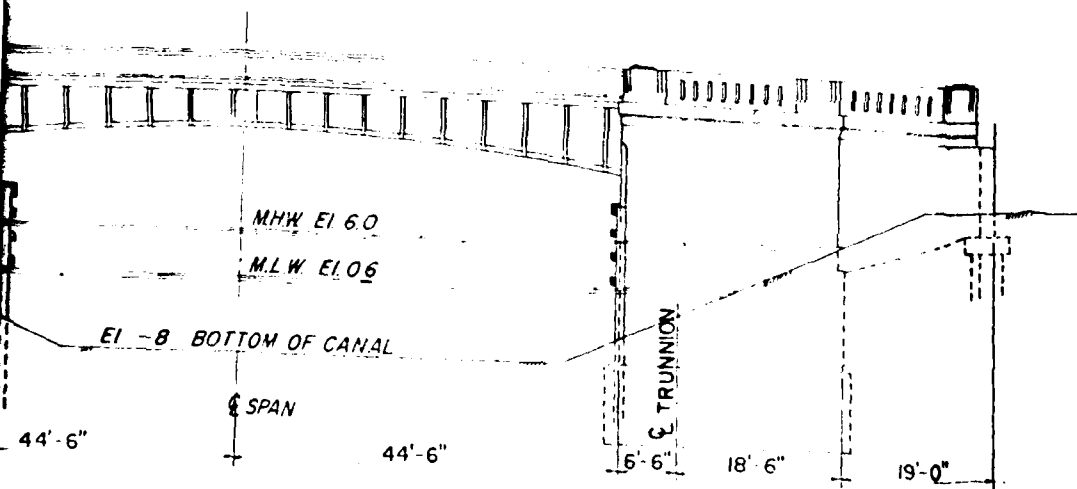 M.H.W. El 6.0
M.L.W. El. 0.6
El -8 BOTTOM OF CANAL
℄ SPAN
℄ TRUNNION
44'-6"
44'-6"
6'-6"
18'-6"
19'-0"